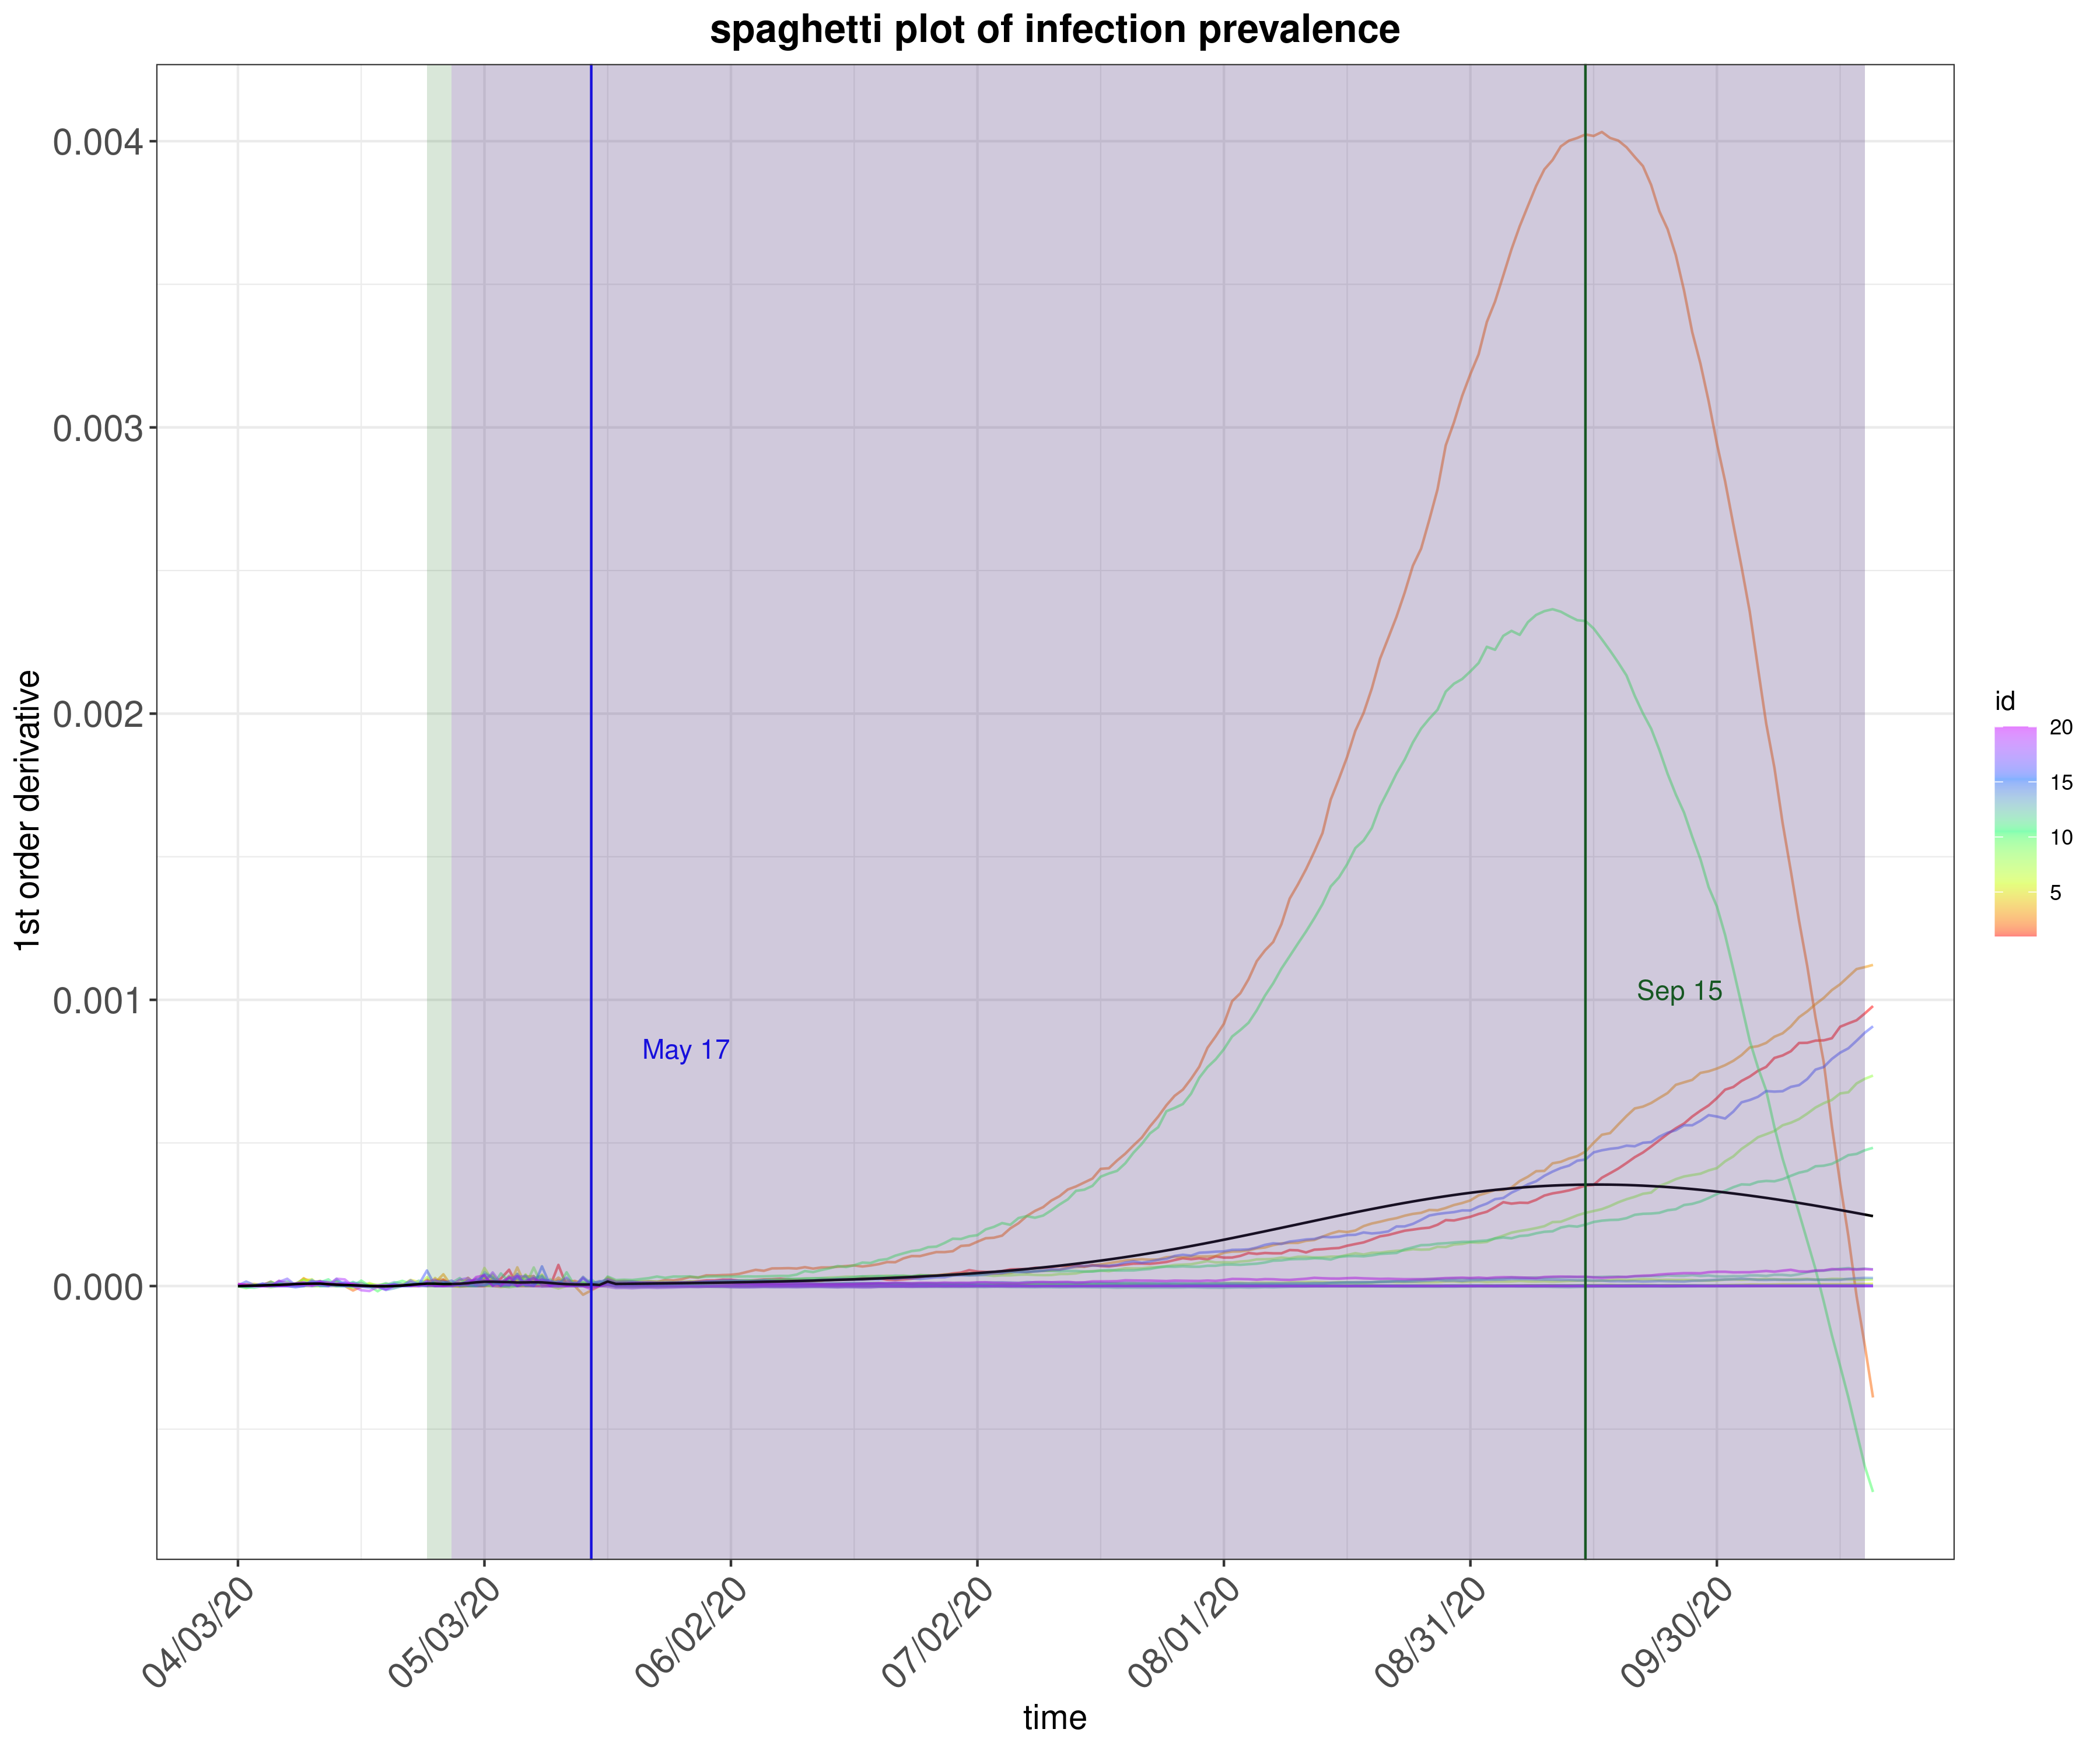 spaghetti plot of infection prevalence
1st order derivative
0.004
0.003
0.002
0.001
0.000
May 17
Sep 15
id
20
15
10
5
04/03/20
05/03/20
06/02/20
07/02/20
08/01/20
08/31/20
09/30/20
time